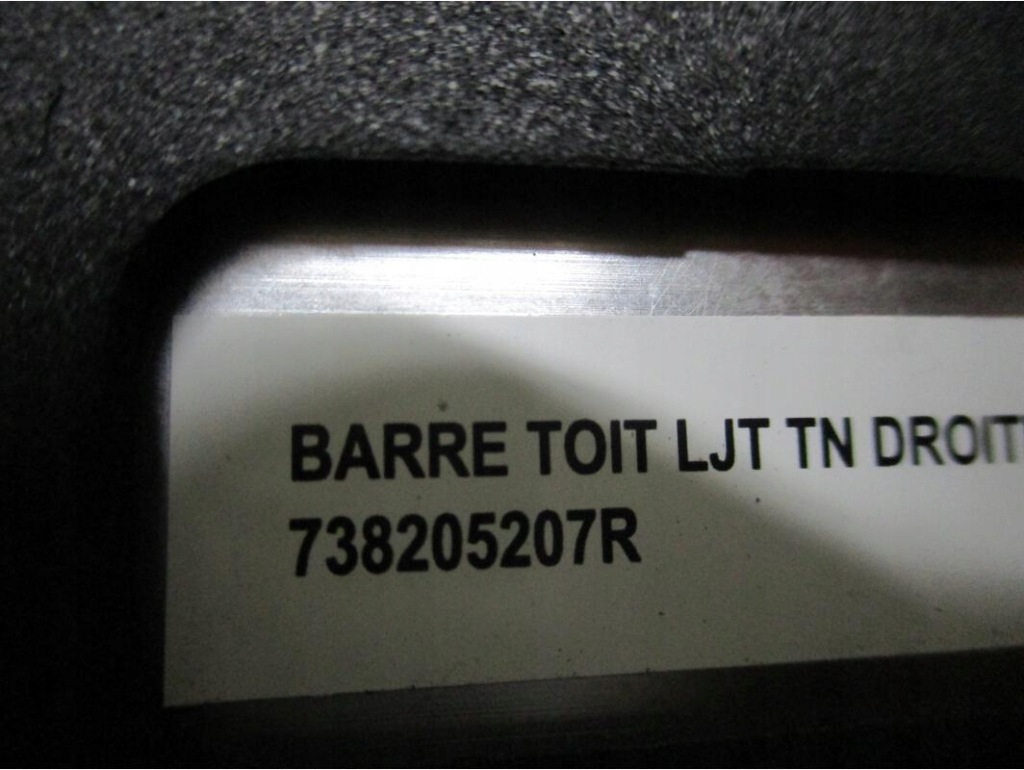 BARRE TOIT LJT TN DROIT
738205207R